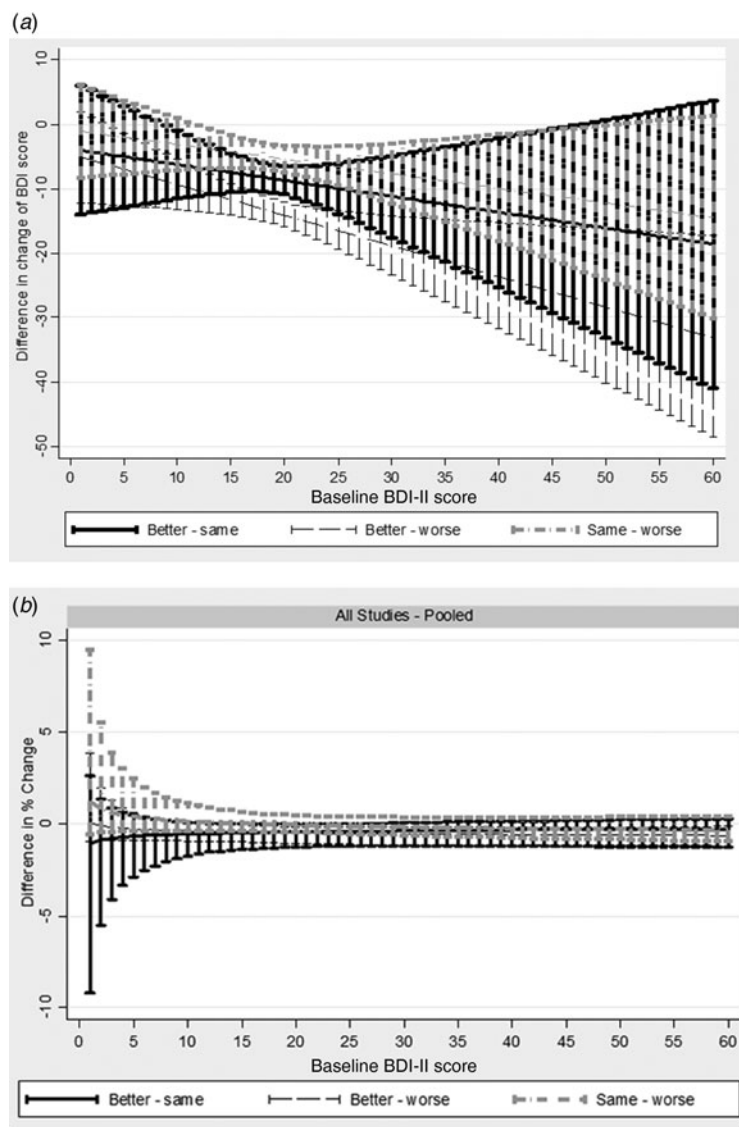 (a)
10
0
-10
-20
-30
-40
-50
Difference in change of BDI score
0 5 10 15 20 25 30 35 40 45 50 55 60
Baseline BDI-II score
Better - same Better - worse Same - worse
(b)
All Studies - Pooled
10
5
0
-5
-10
Difference in % Change
0 5 10 15 20 25 30 35 40 45 50 55 60
Baseline BDI-II score
Better - same Better - worse Same - worse